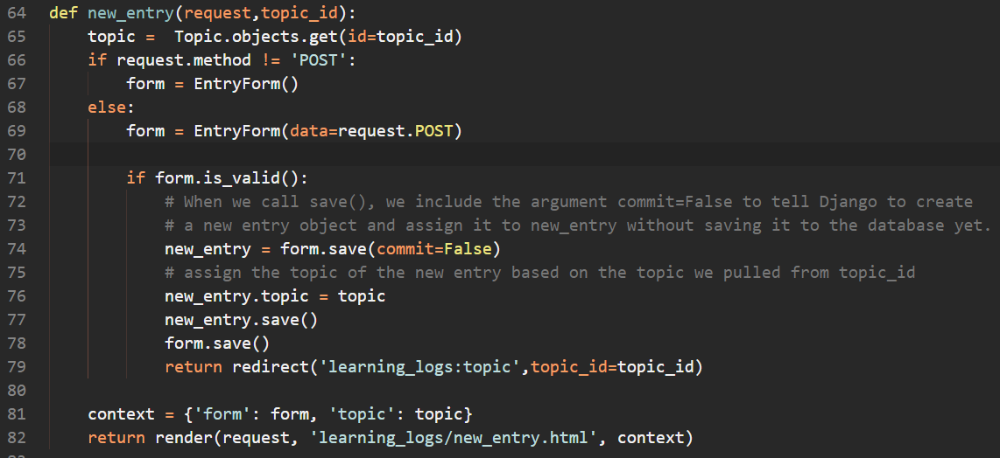 64 def new_entry(request,topic_id):
65     topic =  Topic.objects.get(id=topic_id)
66     if request.method != 'POST':
67         form = EntryForm()
68     else:
69         form = EntryForm(data=request.POST)
70
71         if form.is_valid():
72             # When we call save(), we include the argument commit=False to tell Django to create
73             # a new entry object and assign it to new_entry without saving it to the database yet.
74             new_entry = form.save(commit=False)
75             # assign the topic of the new entry based on the topic we pulled from topic_id
76             new_entry.topic = topic
77             new_entry.save()
78             form.save()
79             return redirect('learning_logs:topic',topic_id=topic_id)
80
81     context = {'form': form, 'topic': topic}
82     return render(request, 'learning_logs/new_entry.html', context)